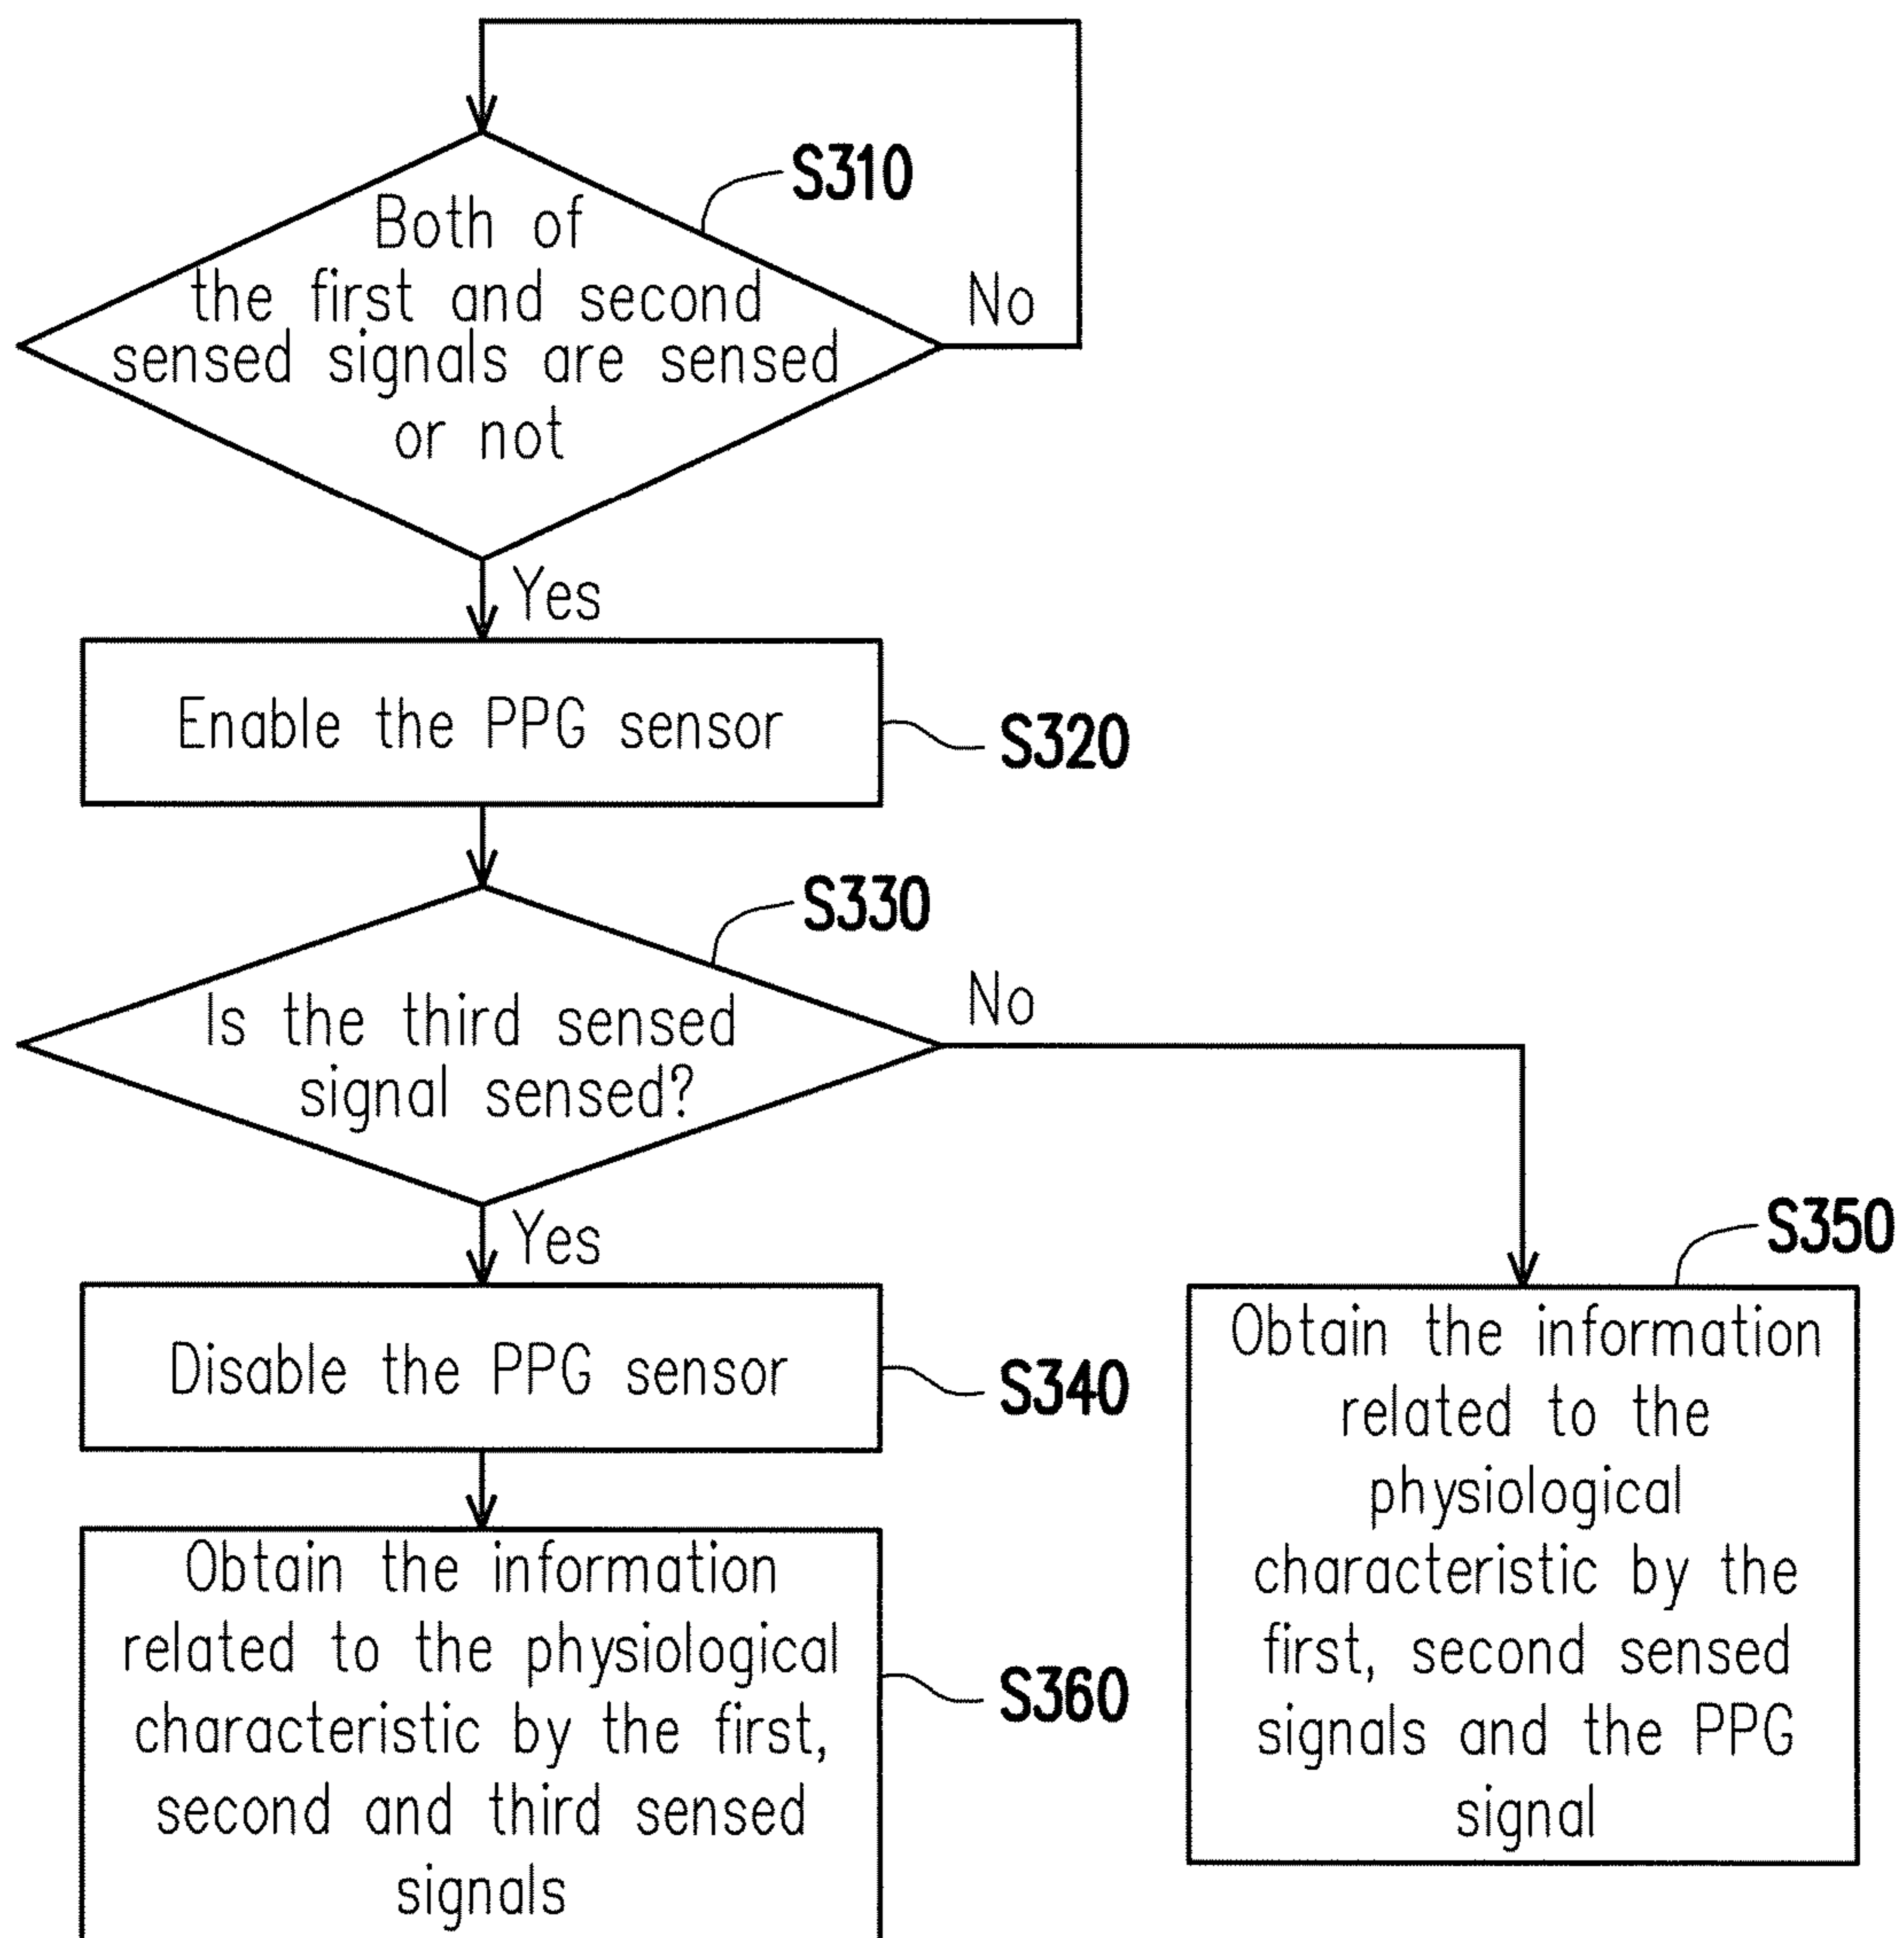 S310
Both of
the first and second
sensed signals are sensed
or not
No
Yes
Enable the PPG sensor
S320
S330
Is the third sensed
signal sensed?
No
Yes
Disable the PPG sensor
S340
S350
Obtain the information
related to the
physiological
characteristic by the
first, second sensed
signals and the PPG
signal
Obtain the information
related to the physiological
characteristic by the first,
second and third sensed
signals
S360